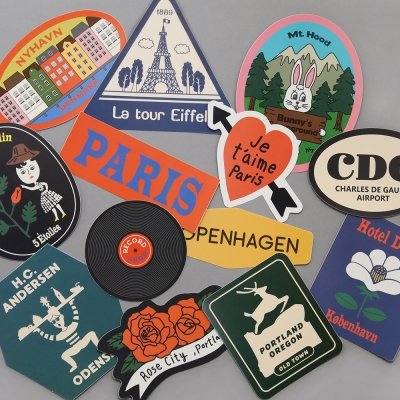 NYHAVN
1889
La tour Eiffel
Mt. Hood
Bunny's
PARIS
Je
t'aime
Paris
CDG
CHARLES DE GAU
AIRPORT
5 Étoiles
RECORD
OPENHAGEN
Hotel D
København
H.C.
ANDERSEN
ODENS
Rose City, Portla
PORTLAND
OREGON
OLD TOWN